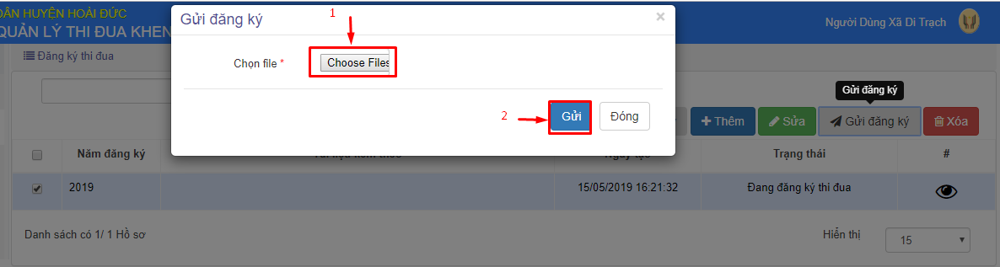 DÂN HUYỆN HOÀI ĐỨC
QUẢN LÝ THI ĐUA KHEN
Gửi đăng ký
×
1
Người Dùng Xã Di Trạch
Đăng ký thi đua
Chọn file *
Choose Files
Gửi đăng ký
2
Gửi
Đóng
Thêm
Sửa
Gửi đăng ký
Xóa
Năm đăng ký
Trạng thái
#
2019
15/05/2019 16:21:32
Đang đăng ký thi đua
Danh sách có 1/ 1 Hồ sơ
Hiển thị
15